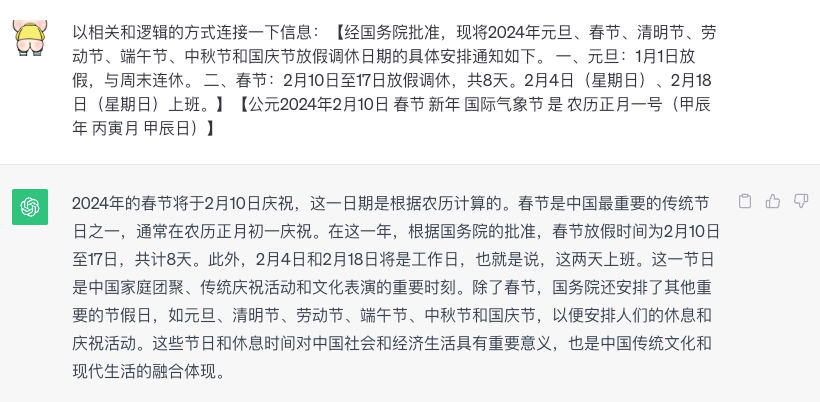 以相关和逻辑的方式连接一下信息：【经国务院批准，现将2024年元旦、春节、清明节、劳
动节、端午节、中秋节和国庆节放假调休日期的具体安排通知如下。 一、元旦：1月1日放
假，与周末连休。 二、春节：2月10日至17日放假调休，共8天。2月4日（星期日）、2月18
日（星期日）上班。】【公元2024年2月10日 春节 新年 国际气象节 是 农历正月一号（甲辰
年 丙寅月 甲辰日）】
2024年的春节将于2月10日庆祝，这一日期是根据农历计算的。春节是中国最重要的传统节
日之一，通常在农历正月初一庆祝。在这一年，根据国务院的批准，春节放假时间为2月10日
至17日，共计8天。此外，2月4日和2月18日将是工作日，也就是说，这两天上班。这一节日
是中国家庭团聚、传统庆祝活动和文化表演的重要时刻。除了春节，国务院还安排了其他重
要的节假日，如元旦、清明节、劳动节、端午节、中秋节和国庆节，以便安排人们的休息和
庆祝活动。这些节日和休息时间对中国社会和经济生活具有重要意义，也是中国传统文化和
现代生活的融合体现。